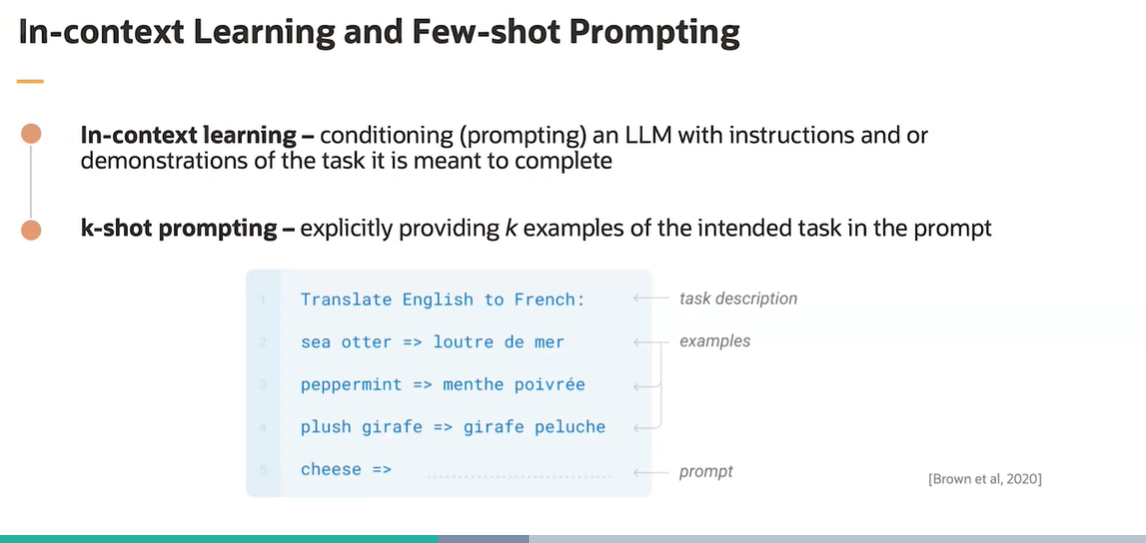 In-context Learning and Few-shot Prompting
In-context learning – conditioning (prompting) an LLM with instructions and or
demonstrations of the task it is meant to complete
k-shot prompting – explicitly providing k examples of the intended task in the prompt
1 Translate English to French: task description
2 sea otter => loutre de mer examples
3 peppermint => menthe poivrée
4 plush girafe => girafe peluche
5 cheese => prompt
[Brown et al, 2020]